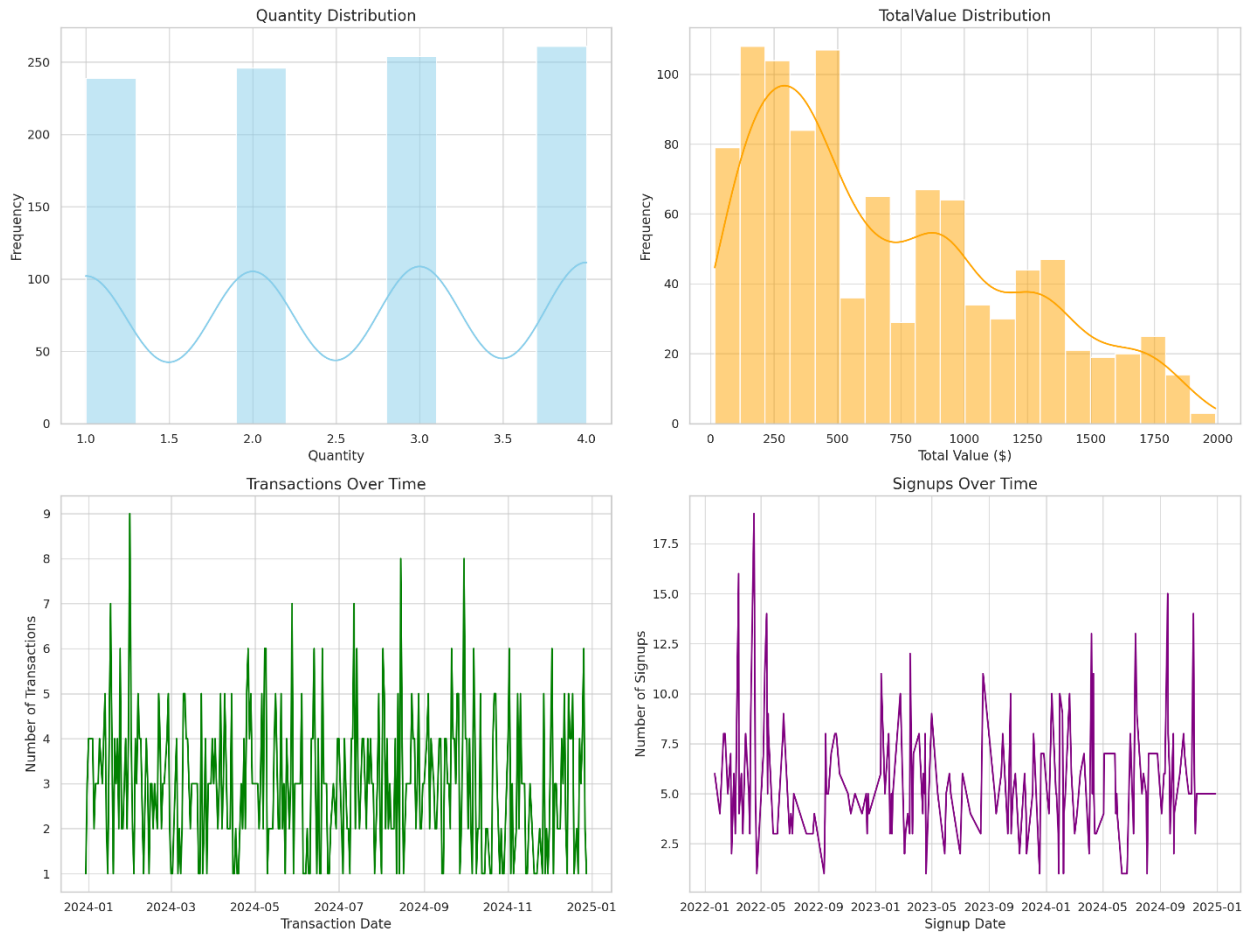 Quantity Distribution
Frequency
250
200
150
100
50
0
1.0 1.5 2.0 2.5 3.0 3.5 4.0
Quantity
TotalValue Distribution
Frequency
100
80
60
40
20
0
0 250 500 750 1000 1250 1500 1750 2000
Total Value ($)
Transactions Over Time
Number of Transactions
9
8
7
6
5
4
3
2
1
2024-01 2024-03 2024-05 2024-07 2024-09 2024-11 2025-01
Transaction Date
Signups Over Time
Number of Signups
17.5
15.0
12.5
10.0
7.5
5.0
2.5
2022-01 2022-05 2022-09 2023-01 2023-05 2023-09 2024-01 2024-05 2024-09 2025-01
Signup Date